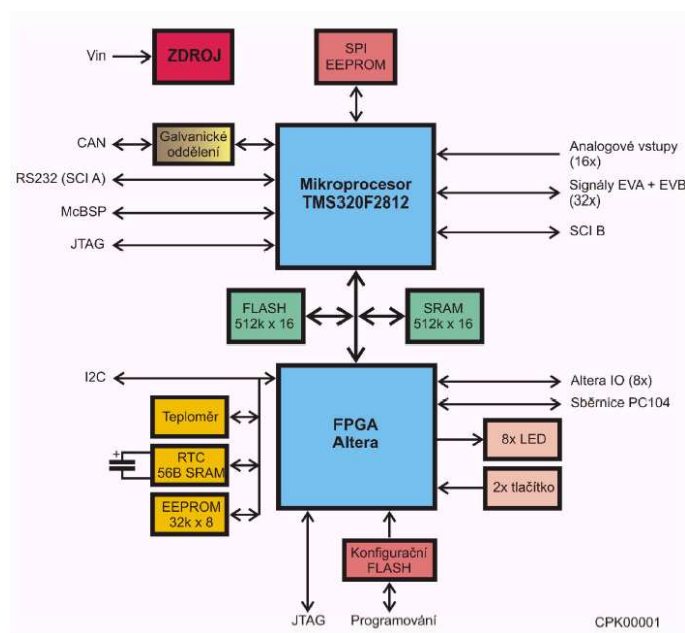 Vin
ZDROJ
SPI
EEPROM
CAN
Galvanické
oddělení
RS232 (SCI A)
McBSP
JTAG
Mikroprocesor
TMS320F2812
Analogové vstupy
(16x)
Signály EVA + EVB
(32x)
SCI B
FLASH
512k x 16
SRAM
512k x 16
I2C
Teploměr
+
RTC
56B SRAM
EEPROM
32k x 8
FPGA
Altera
Altera IO (8x)
Sběrnice PC104
8x LED
2x tlačítko
Konfigurační
FLASH
JTAG
Programování
CPK00001